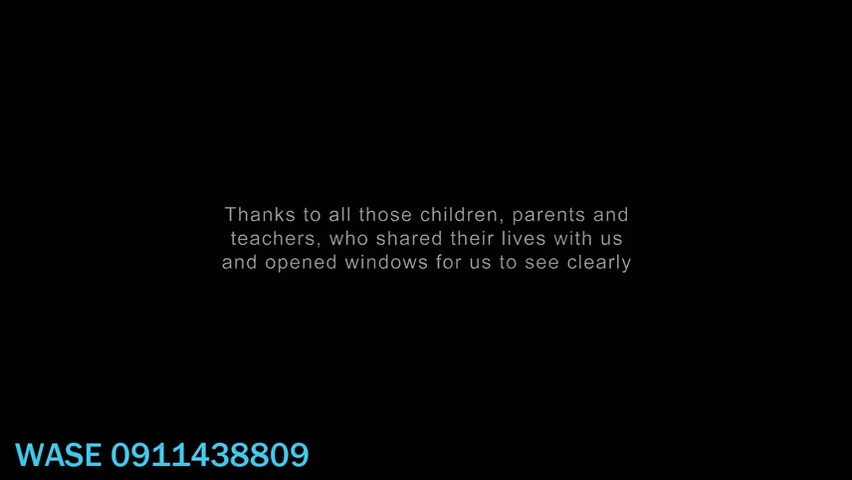 Thanks to all those children, parents and
teachers, who shared their lives with us
and opened windows for us to see clearly
WASE 0911438809